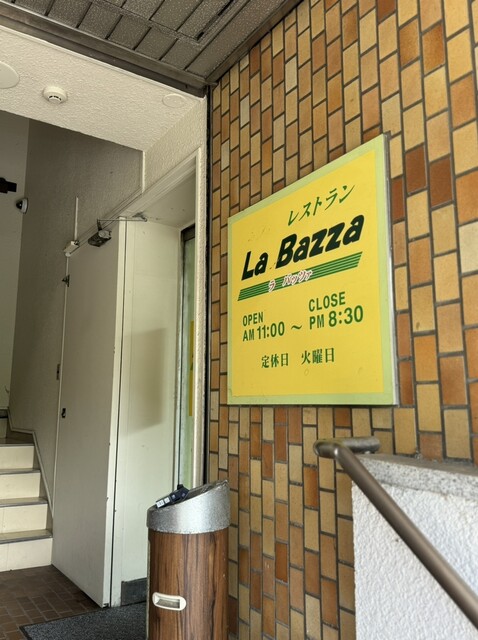 レストラン
La Bazza
ラ バッツァ
OPEN CLOSE
AM 11:00 ～ PM 8:30
定休日 火曜日